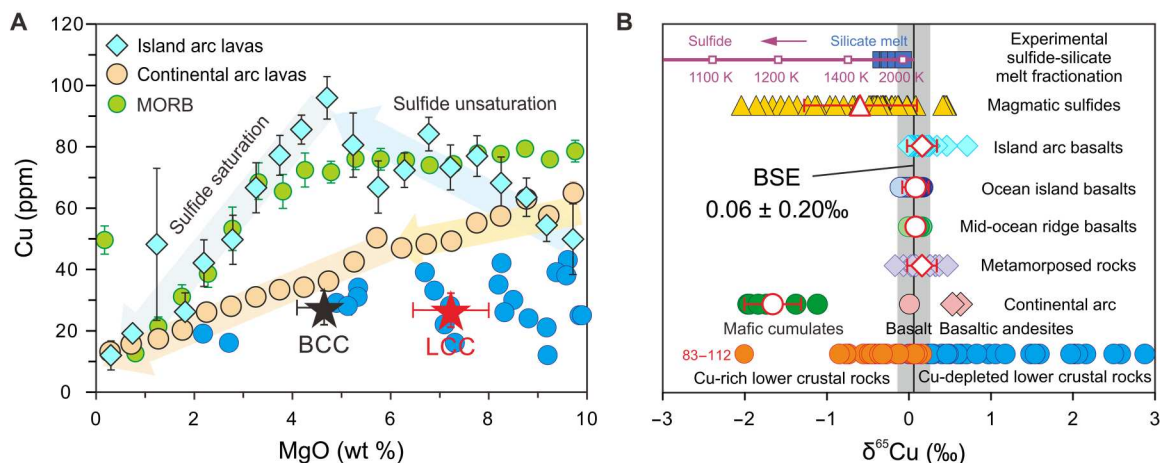 A
120
100
80
60
40
20
0
Cu (ppm)
Island arc lavas
Continental arc lavas
MORB
Sulfide unsaturation
Sulfide saturation
BCC
LCC
0
2
4
6
8
10
MgO (wt %)
B
Sulfide
Silicate melt
1100 K
1200 K
1400 K
2000 K
Experimental
sulfide-silicate
melt fractionation
Magmatic sulfides
Island arc basalts
BSE
0.06 ± 0.20‰
Ocean island basalts
Mid-ocean ridge basalts
Metamorposed rocks
Continental arc
Mafic cumulates
Basalt
Basaltic andesites
83-112
Cu-rich lower crustal rocks
Cu-depleted lower crustal rocks
−3
−2
−1
0
1
2
3
δ⁶⁵Cu (‰)